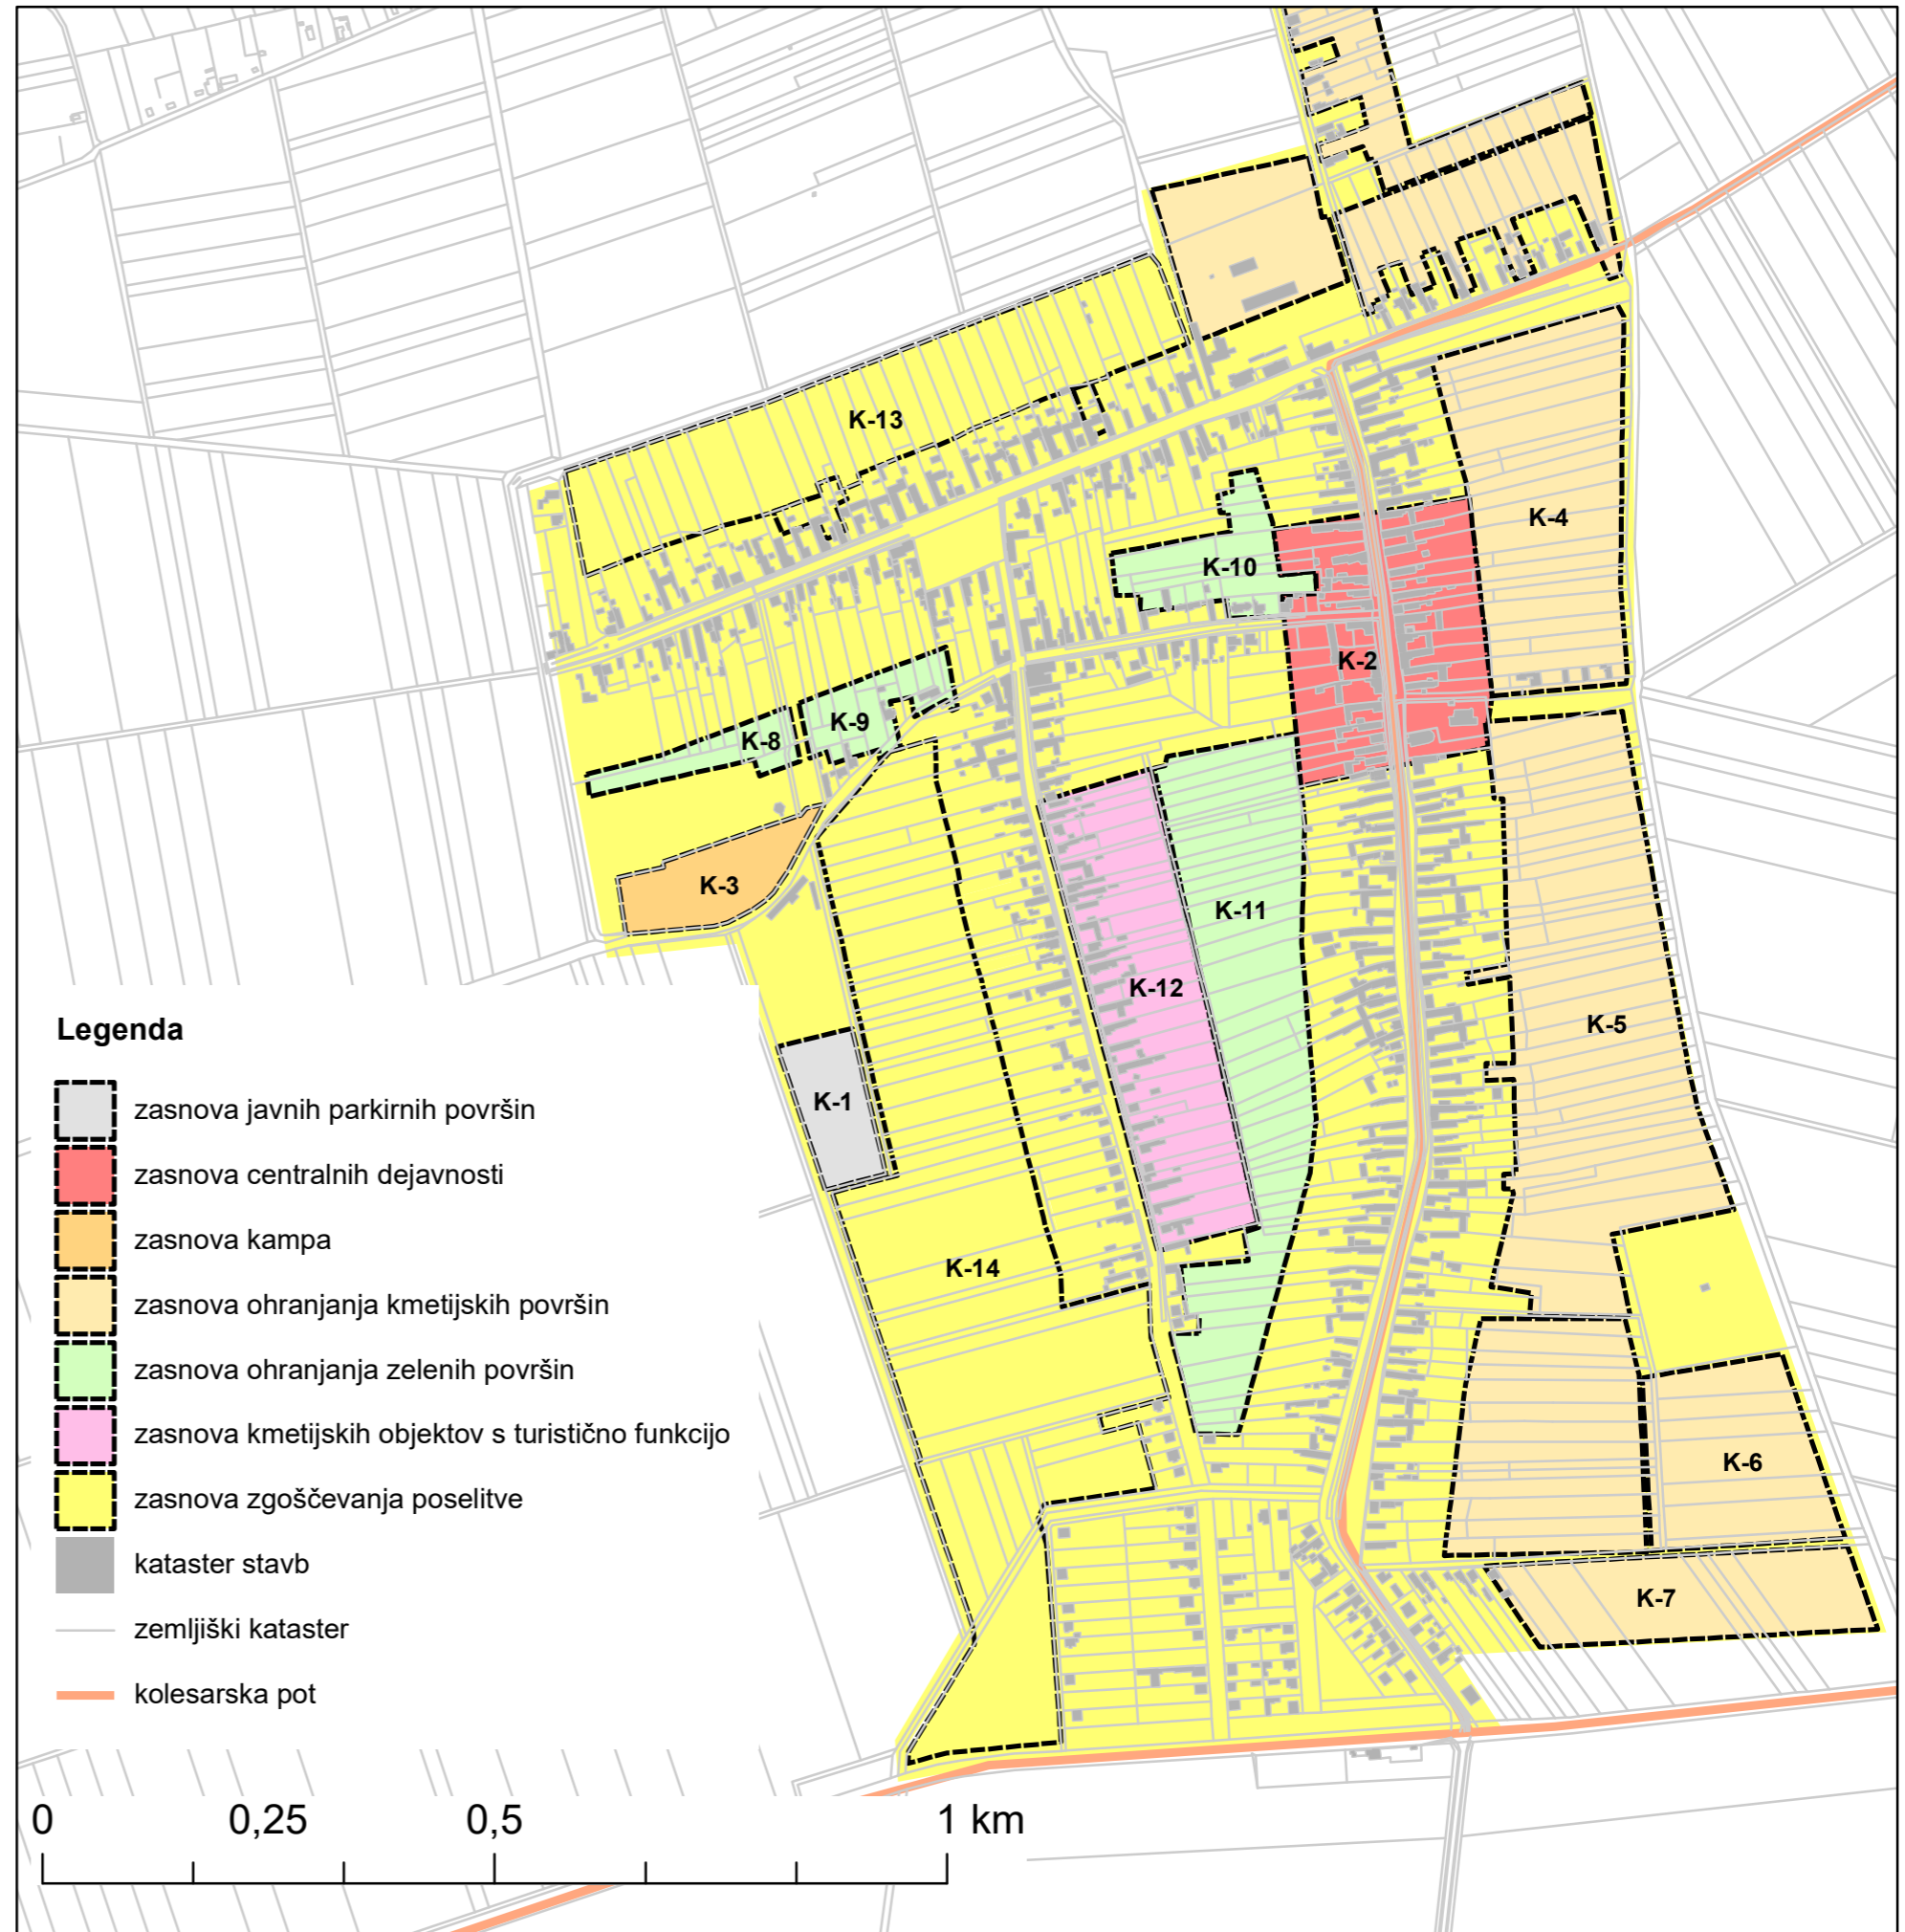 K-13
K-4
K-10
K-2
K-9
K-8
K-3
K-11
K-12
K-5
K-1
K-14
K-6
K-7
Legenda
zasnova javnih parkirnih površin
zasnova centralnih dejavnosti
zasnova kampa
zasnova ohranjanja kmetijskih površin
zasnova ohranjanja zelenih površin
zasnova kmetijskih objektov s turistično funkcijo
zasnova zgoščevanja poselitve
kataster stavb
zemljiški kataster
kolesarska pot
0 0,25 0,5 1 km